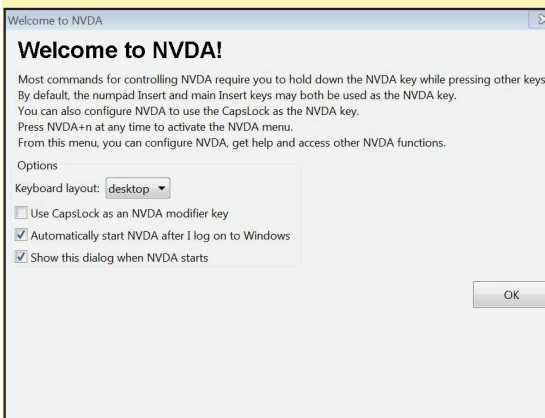 Welcome to NVDA
Welcome to NVDA!
Most commands for controlling NVDA require you to hold down the NVDA key while pressing other keys
By default, the numpad Insert and main Insert keys may both be used as the NVDA key.
You can also configure NVDA to use the CapsLock as the NVDA key.
Press NVDA+n at any time to activate the NVDA menu.
From this menu, you can configure NVDA, get help and access other NVDA functions.
Options
Keyboard layout: desktop
Use CapsLock as an NVDA modifier key
Automatically start NVDA after I log on to Windows
Show this dialog when NVDA starts
OK